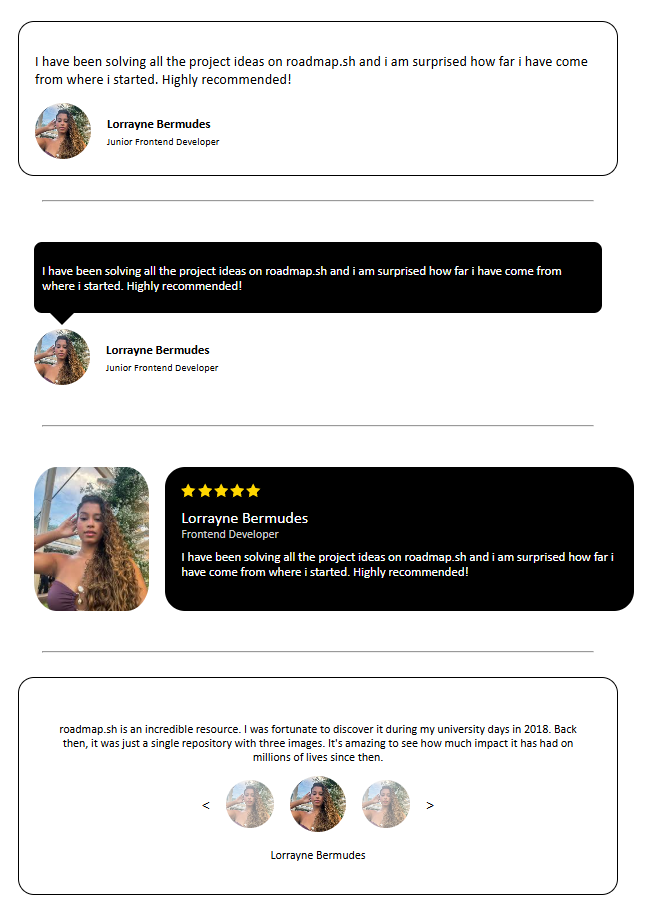 I have been solving all the project ideas on roadmap.sh and i am surprised how far i have come
from where i started. Highly recommended!
Lorrayne Bermudes
Junior Frontend Developer
I have been solving all the project ideas on roadmap.sh and i am surprised how far i have come from
where i started. Highly recommended!
Lorrayne Bermudes
Junior Frontend Developer
Lorrayne Bermudes
Frontend Developer
I have been solving all the project ideas on roadmap.sh and i am surprised how far i
have come from where i started. Highly recommended!
roadmap.sh is an incredible resource. I was fortunate to discover it during my university days in 2018. Back
then, it was just a single repository with three images. It's amazing to see how much impact it has had on
millions of lives since then.
< >
Lorrayne Bermudes